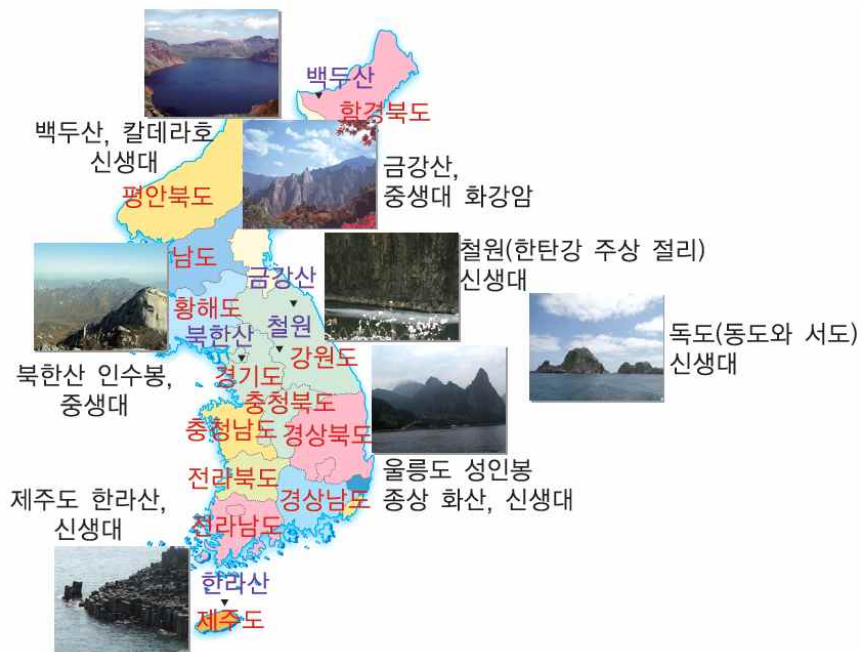 백두산
함경북도
백두산, 칼데라호
신생대
금강산,
중생대 화강암
평안북도
남도
철원(한탄강 주상 절리)
신생대
금강산
황해도
북한산
철원
독도(동도와 서도)
신생대
강원도
경기도
북한산 인수봉,
중생대
충청북도
충청남도
경상북도
울릉도 성인봉
종상 화산, 신생대
전라북도
경상남도
제주도 한라산,
신생대
전라남도
한라산
제주도